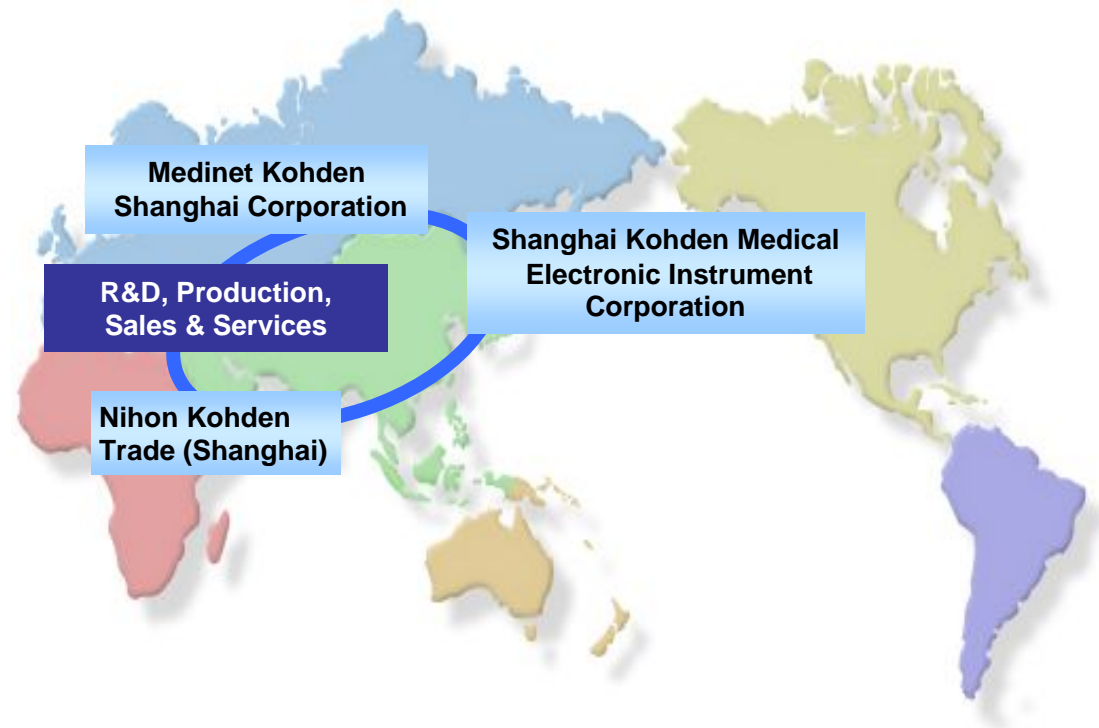 Medinet Kohden
Shanghai Corporation
Shanghai Kohden Medical
Electronic Instrument
Corporation
R&D, Production,
Sales & Services
Nihon Kohden
Trade (Shanghai)